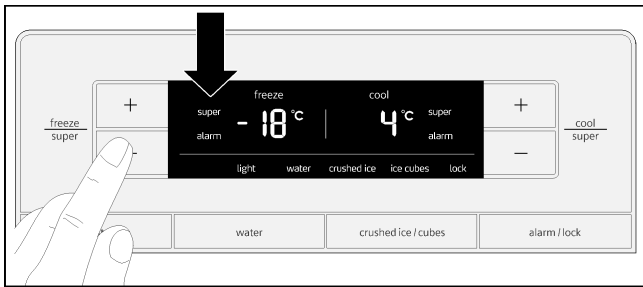 freeze
super
+
-
super
alarm
freeze
- 18 °C
cool
4 °C
super
alarm
light water crushed ice ice cubes lock
+
-
cool
super
water
crushed ice / cubes
alarm / lock